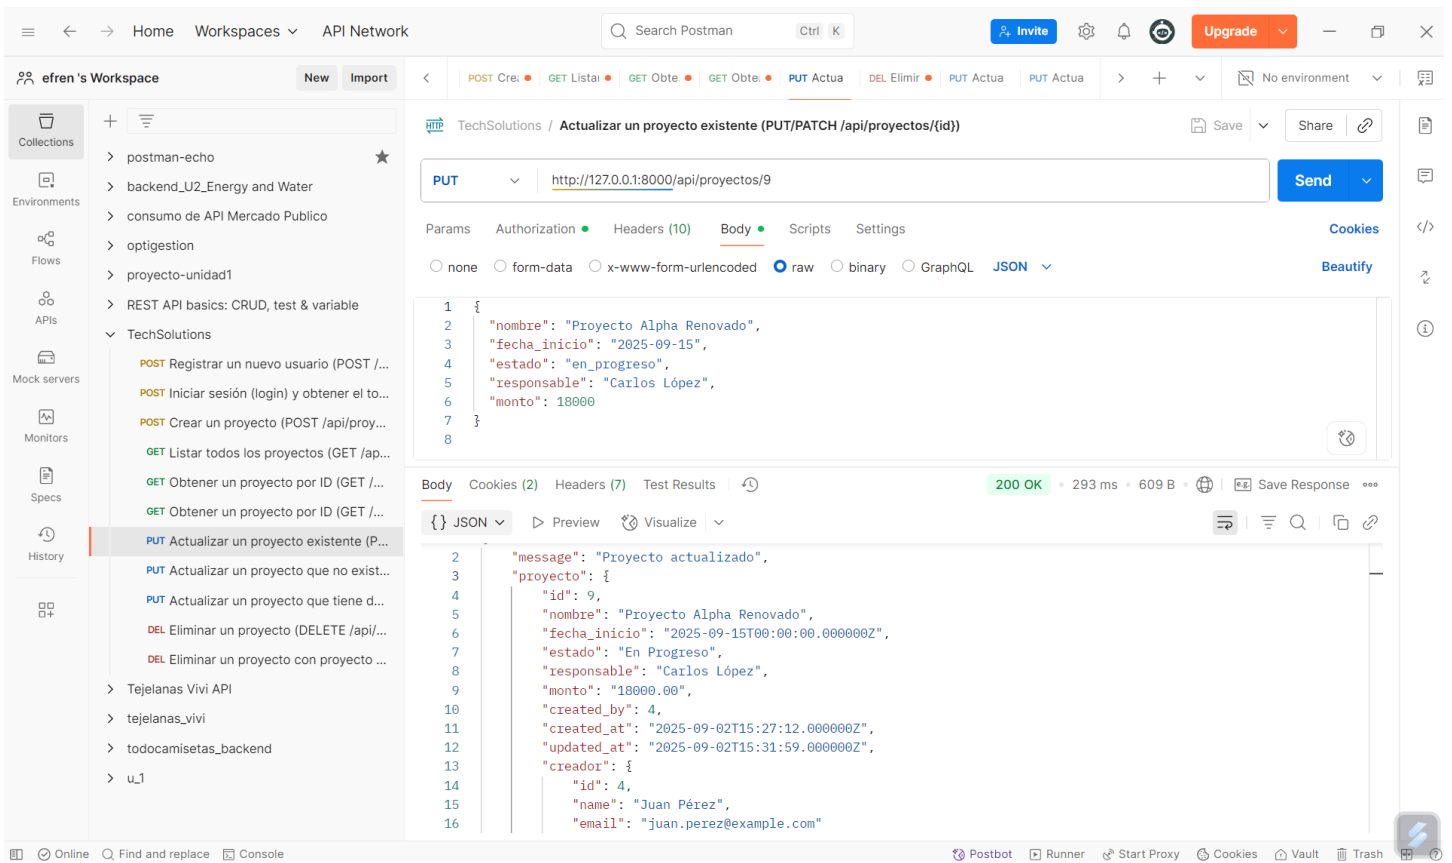 Home Workspaces API Network Search Postman Ctrl K Invite Upgrade
efren 's Workspace New Import
POST Cre GET Lista GET Obte GET Obte PUT Actua DEL Elimir PUT Actua PUT Actua No environment
Collections
Environments
Flows
APIs
Mock servers
Monitors
Specs
History
postman-echo
backend_U2_Energy and Water
consumo de API Mercado Publico
optigestion
proyecto-unidad1
REST API basics: CRUD, test & variable
TechSolutions
POST Registrar un nuevo usuario (POST /...
POST Iniciar sesión (login) y obtener el to...
POST Crear un proyecto (POST /api/proy...
GET Listar todos los proyectos (GET /ap...
GET Obtener un proyecto por ID (GET /...
GET Obtener un proyecto por ID (GET /...
PUT Actualizar un proyecto existente (P...
PUT Actualizar un proyecto que no exist...
PUT Actualizar un proyecto que tiene d...
DEL Eliminar un proyecto (DELETE /api/...
DEL Eliminar un proyecto con proyecto ...
Tejelanas Vivi API
tejelanas_vivi
todocamisetas_backend
u_1
HTTP TechSolutions / Actualizar un proyecto existente (PUT/PATCH /api/proyectos/{id}) Save Share
PUT http://127.0.0.1:8000/api/proyectos/9 Send
Params Authorization Headers (10) Body Scripts Settings Cookies
none form-data x-www-form-urlencoded raw binary GraphQL JSON Beautify
1 {
2 "nombre": "Proyecto Alpha Renovado",
3 "fecha_inicio": "2025-09-15",
4 "estado": "en_progreso",
5 "responsable": "Carlos López",
6 "monto": 18000
7 }
8
Body Cookies (2) Headers (7) Test Results 200 OK • 293 ms • 609 B • e.g. Save Response
{} JSON Preview Visualize
2 "message": "Proyecto actualizado",
3 "proyecto": {
4 "id": 9,
5 "nombre": "Proyecto Alpha Renovado",
6 "fecha_inicio": "2025-09-15T00:00:00.000000Z",
7 "estado": "En Progreso",
8 "responsable": "Carlos López",
9 "monto": "18000.00",
10 "created_by": 4,
11 "created_at": "2025-09-02T15:27:12.000000Z",
12 "updated_at": "2025-09-02T15:31:59.000000Z",
13 "creador": {
14 "id": 4,
15 "name": "Juan Pérez",
16 "email": "juan.perez@example.com"
Online Find and replace Console Postbot Runner Start Proxy Cookies Vault Trash